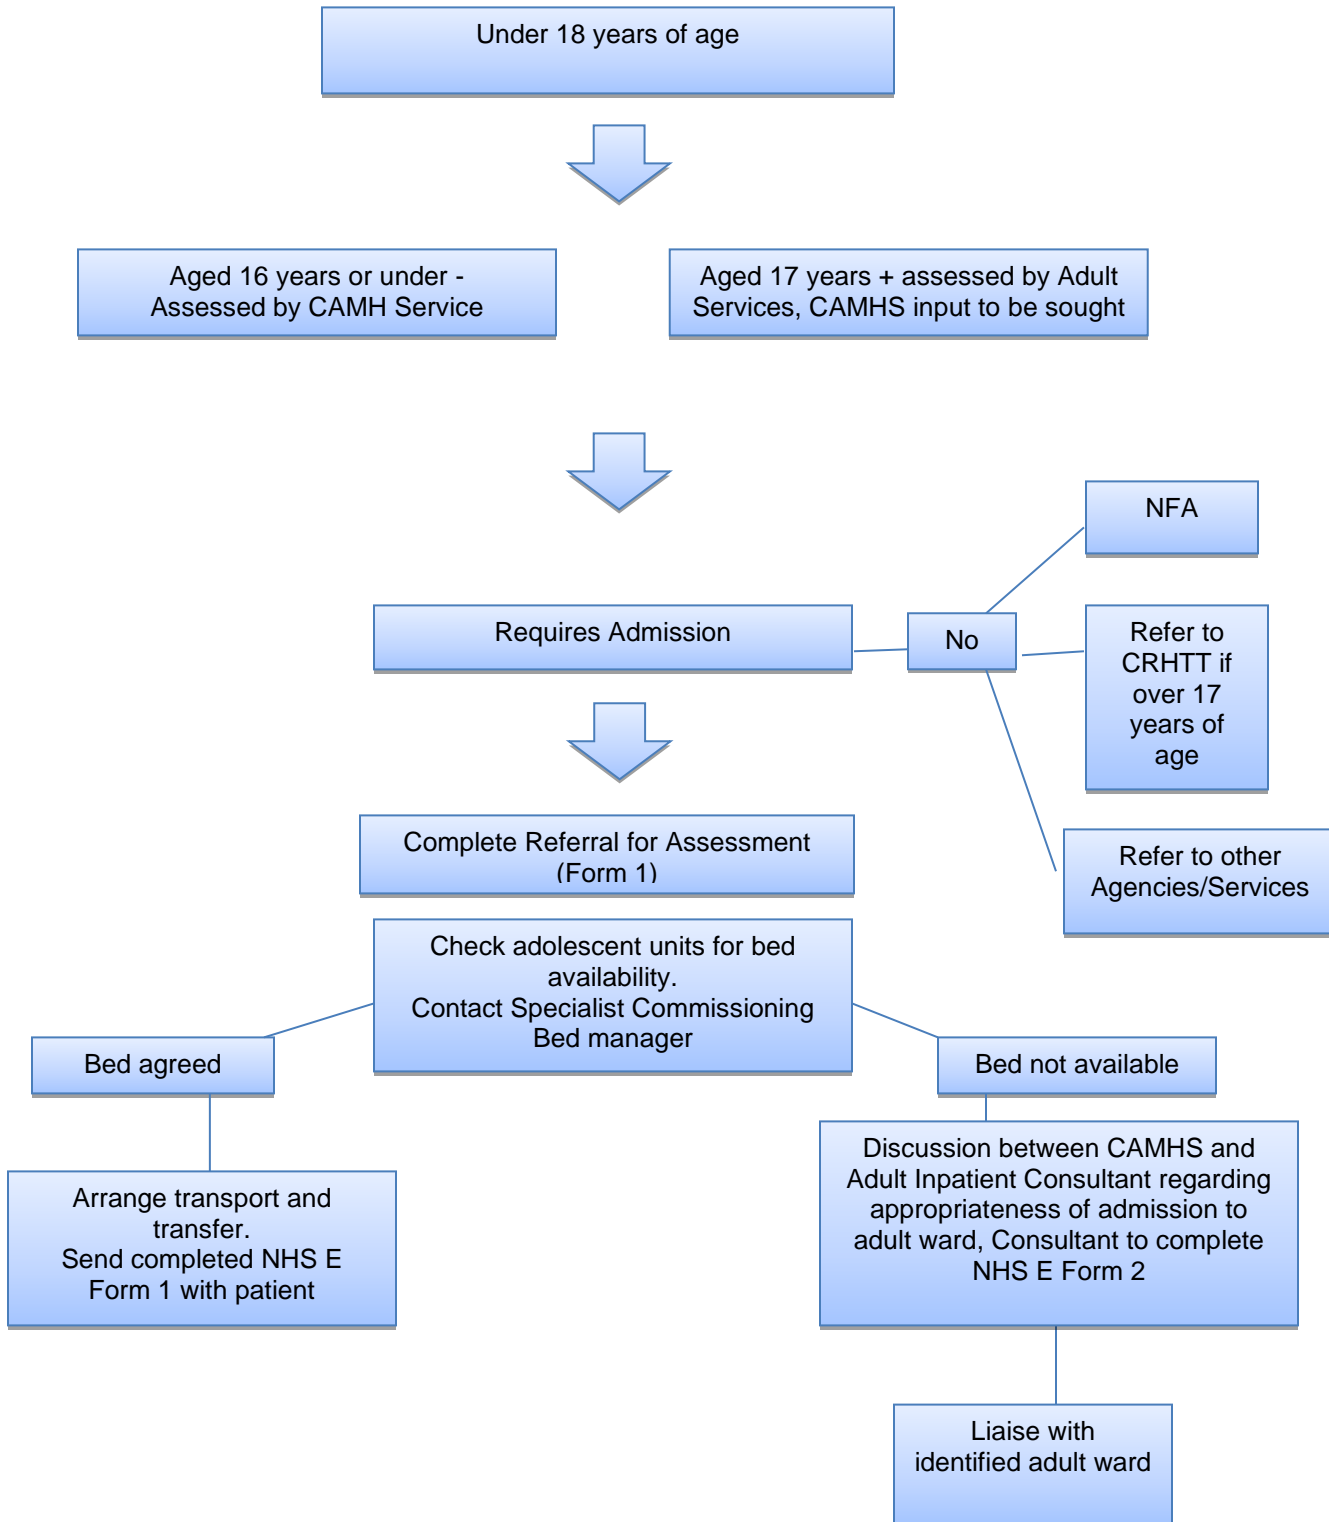 Under 18 years of age
Aged 16 years or under -
Assessed by CAMH Service
Aged 17 years + assessed by Adult
Services, CAMHS input to be sought
NFA
Requires Admission
No
Refer to
CRHTT if
over 17
years of
age
Complete Referral for Assessment
(Form 1)
Refer to other
Agencies/Services
Check adolescent units for bed
availability.
Contact Specialist Commissioning
Bed manager
Bed agreed
Bed not available
Arrange transport and
transfer.
Send completed NHS E
Form 1 with patient
Discussion between CAMHS and
Adult Inpatient Consultant regarding
appropriateness of admission to
adult ward, Consultant to complete
NHS E Form 2
Liaise with
identified adult ward